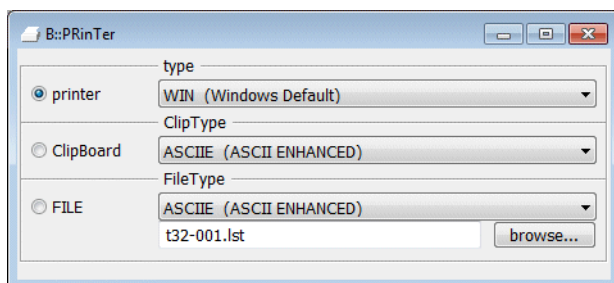 B::PRinTer
type
printer
WIN (Windows Default)
ClipType
ClipBoard
ASCIIE (ASCII ENHANCED)
FileType
FILE
ASCIIE (ASCII ENHANCED)
t32-001.lst
browse...